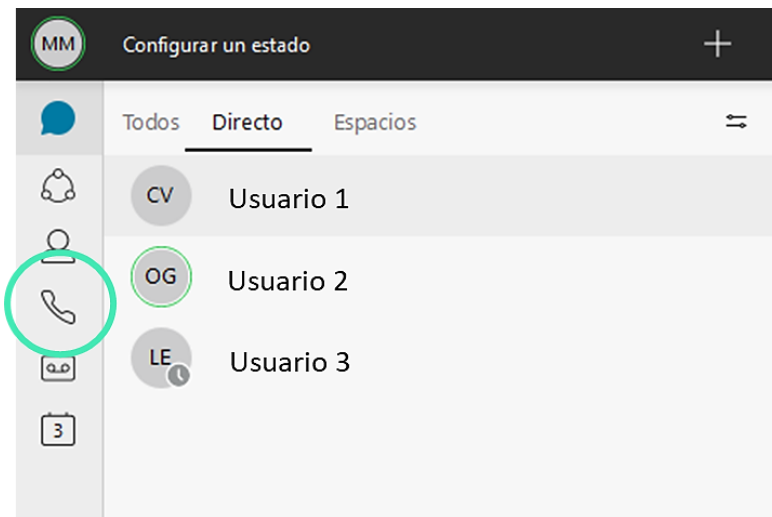 MM Configurar un estado
Todos Directo Espacios
CV Usuario 1
OG Usuario 2
LE Usuario 3
3